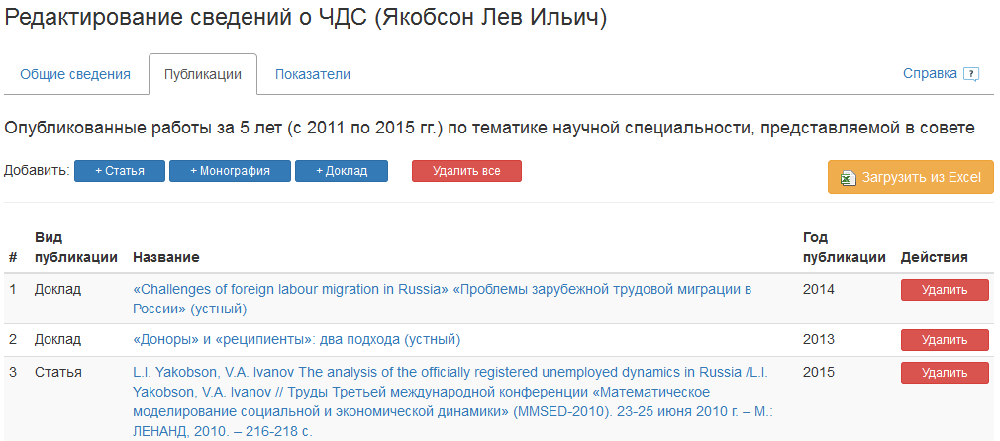 Редактирование сведений о ЧДС (Якобсон Лев Ильич)
Общие сведения Публикации Показатели Справка ?
Опубликованные работы за 5 лет (с 2011 по 2015 гг.) по тематике научной специальности, представляемой в совете
Добавить: + Статья + Монография + Доклад Удалить все Загрузить из Excel
# Вид публикации Название Год публикации Действия
1 Доклад «Challenges of foreign labour migration in Russia» «Проблемы зарубежной трудовой миграции в 2014 Удалить
России» (устный)
2 Доклад «Доноры» и «реципиенты»: два подхода (устный) 2013 Удалить
3 Статья L.I. Yakobson, V.A. Ivanov The analysis of the officially registered unemployed dynamics in Russia /L.I. 2015 Удалить
Yakobson, V.A. Ivanov // Труды Третьей международной конференции «Математическое
моделирование социальной и экономической динамики» (MMSED-2010). 23-25 июня 2010 г. – М.:
ЛЕНАНД, 2010. – 216-218 с.